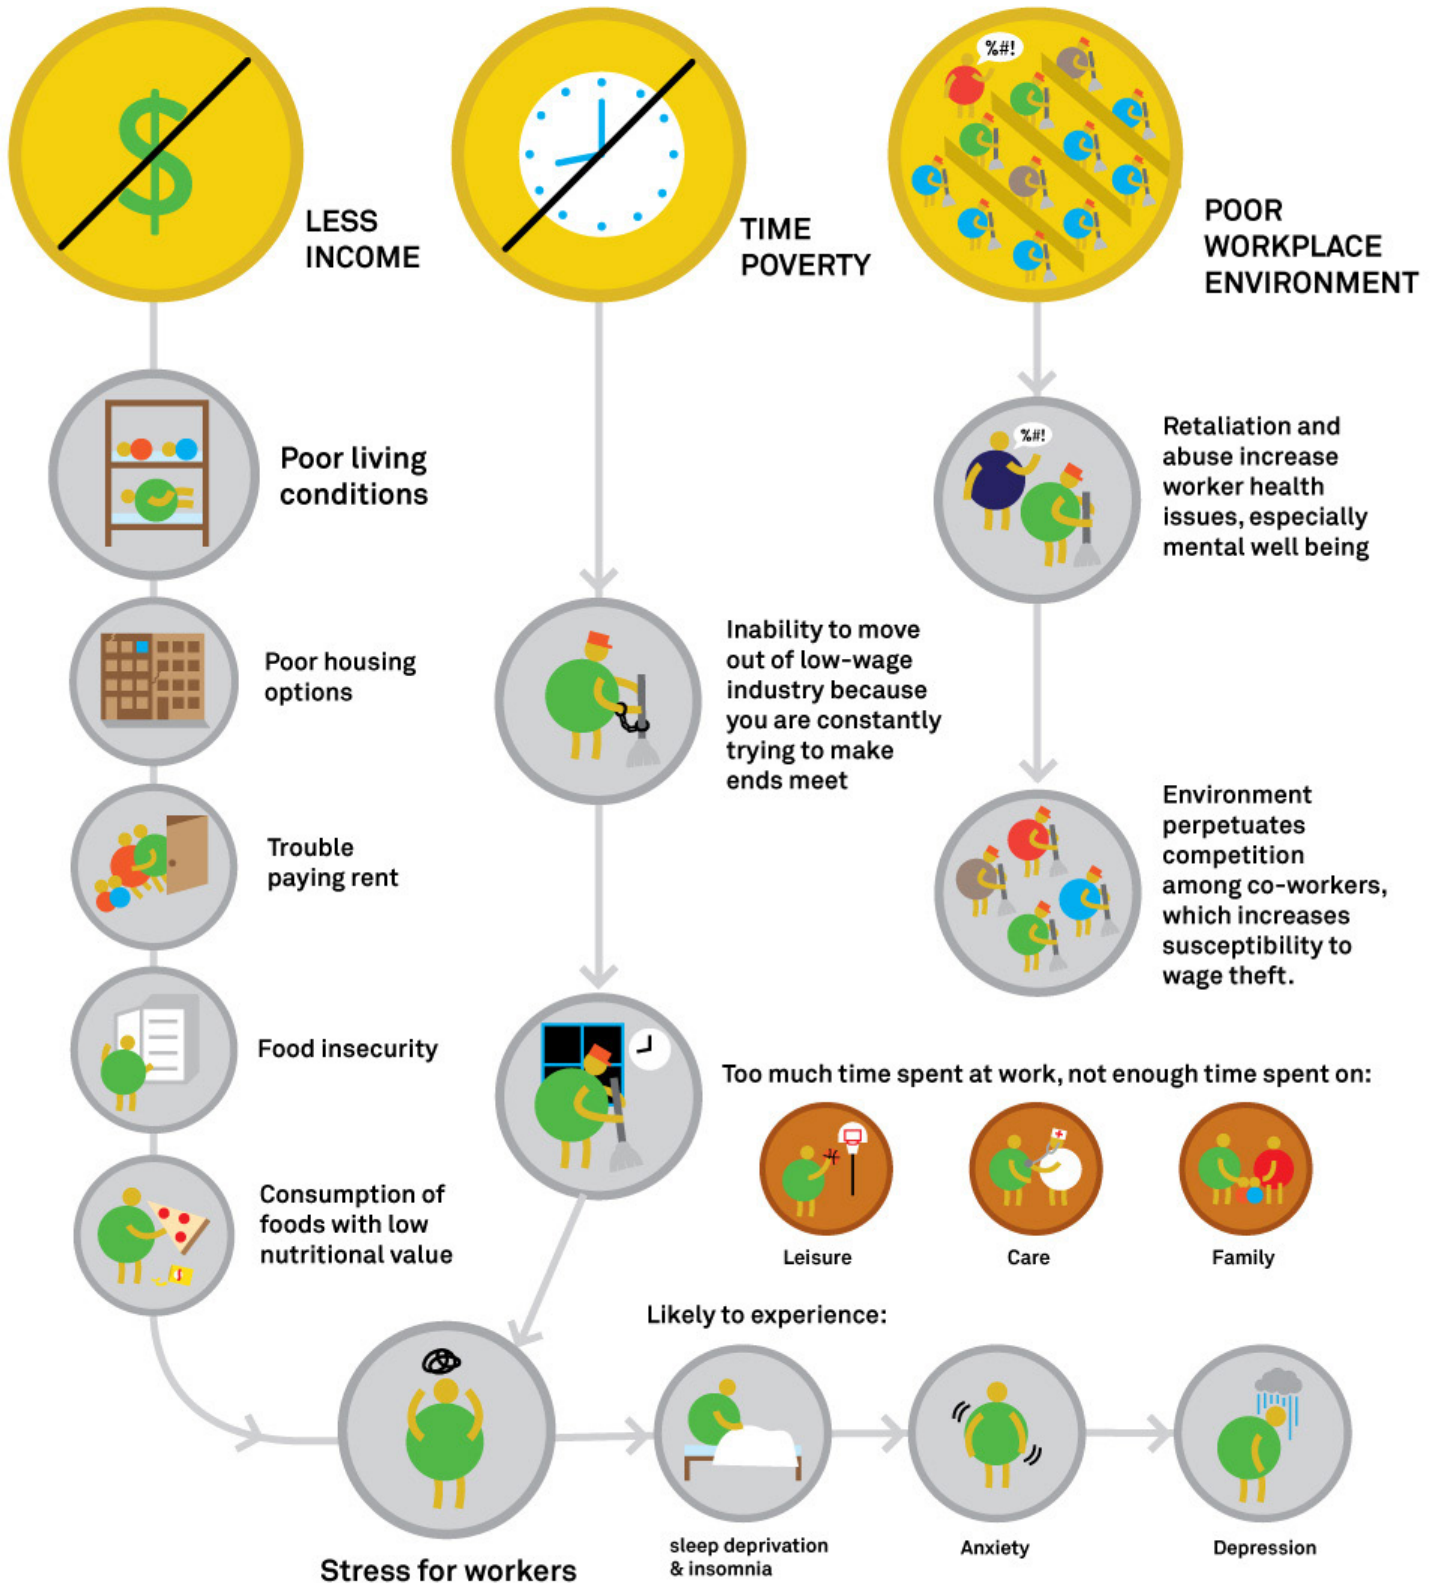 %#!
LESS
INCOME
TIME
POVERTY
POOR
WORKPLACE
ENVIRONMENT
Poor living
conditions
%#!
Retaliation and
abuse increase
worker health
issues, especially
mental well being
Poor housing
options
Inability to move
out of low-wage
industry because
you are constantly
trying to make
ends meet
Trouble
paying rent
Environment
perpetuates
competition
among co-workers,
which increases
susceptibility to
wage theft.
Food insecurity
Too much time spent at work, not enough time spent on:
Leisure
Care
Family
Consumption of
foods with low
nutritional value
Likely to experience:
Stress for workers
sleep deprivation
& insomnia
Anxiety
Depression